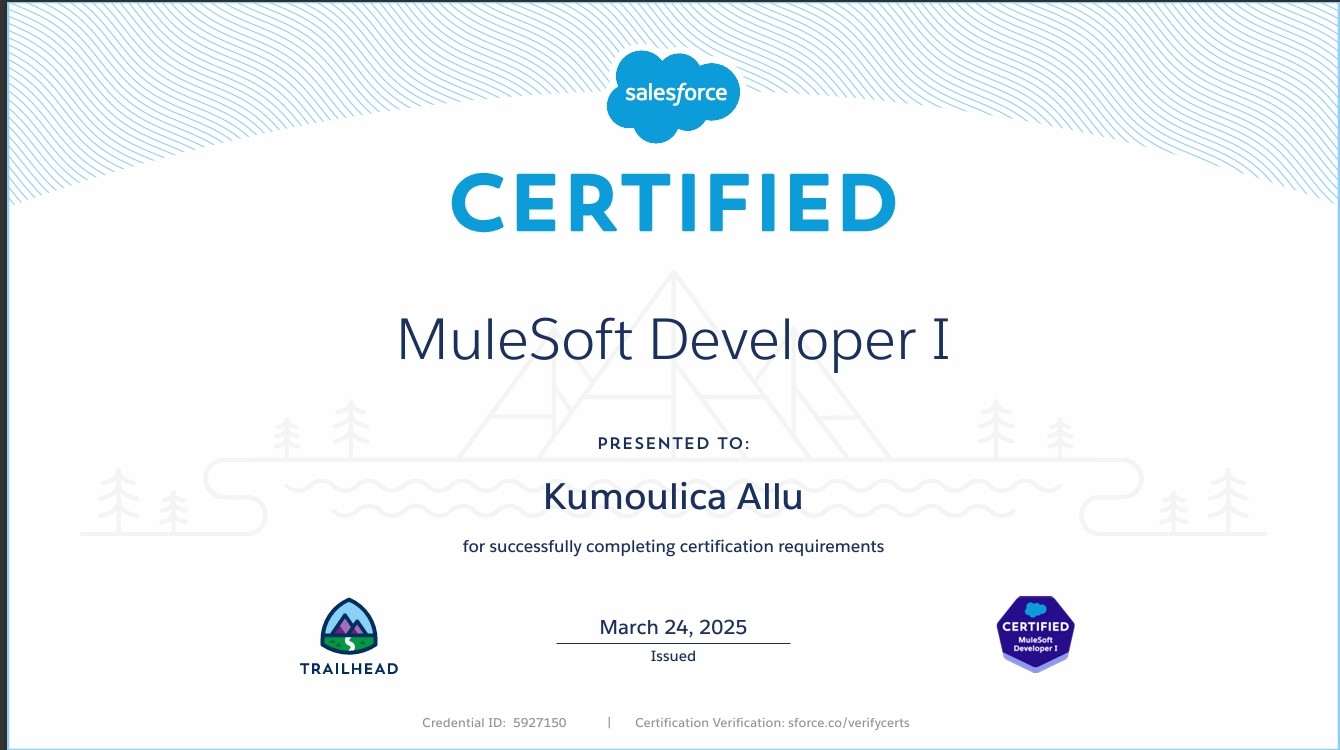 salesforce
CERTIFIED
MuleSoft Developer I
PRESENTED TO:
Kumoulica Allu
for successfully completing certification requirements
TRAILHEAD
March 24, 2025
Issued
CERTIFIED
MuleSoft
Developer I
Credential ID: 5927150 | Certification Verification: sforce.co/verifycerts